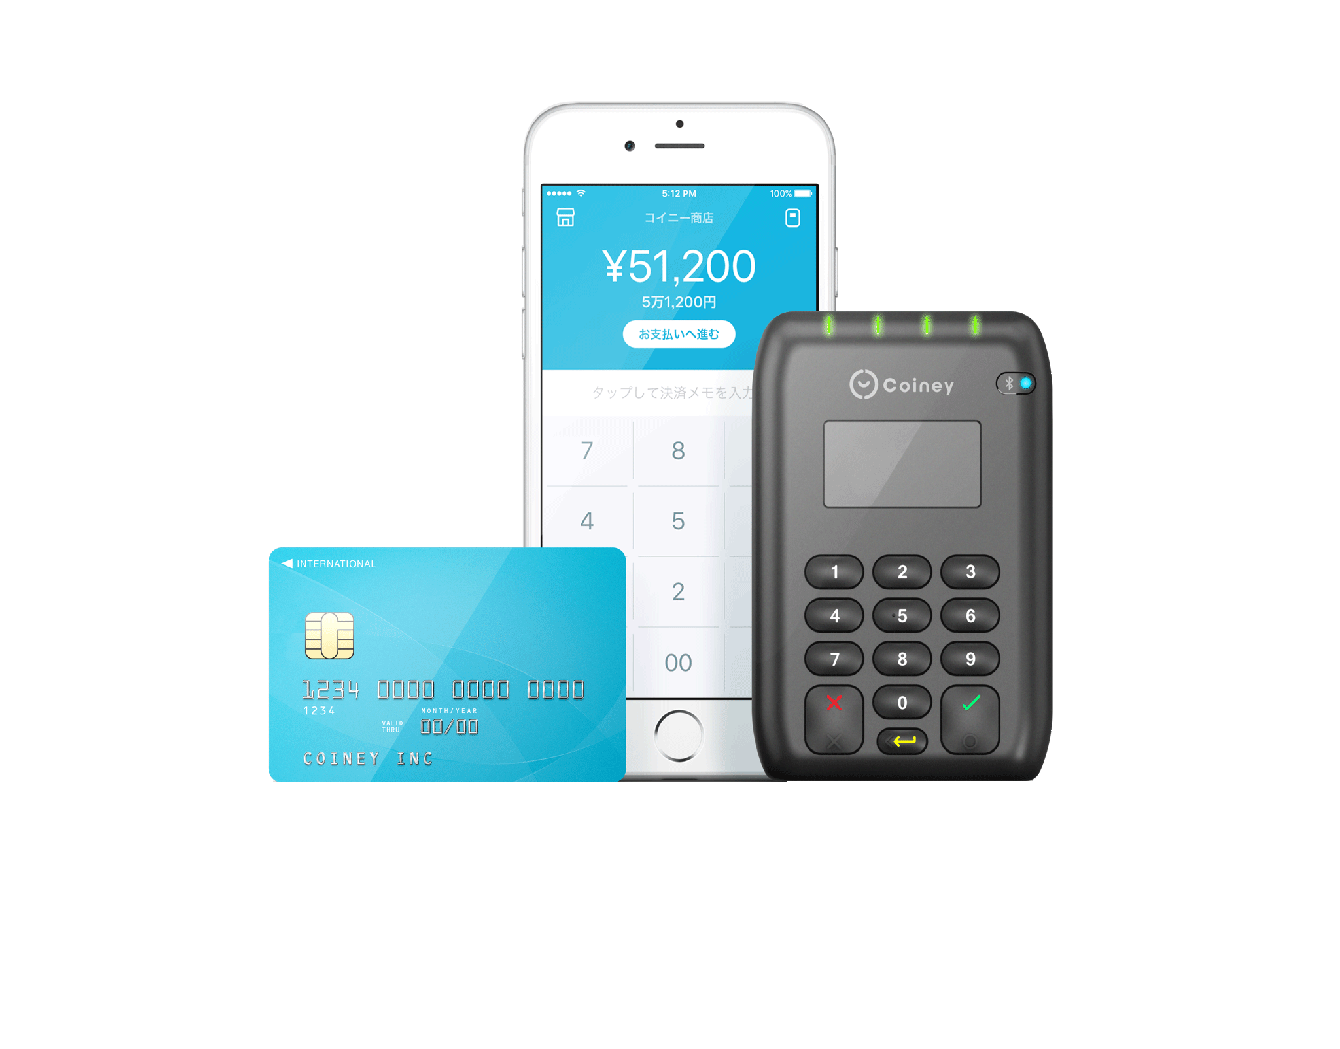 5:12 PM
100%
コイニー商店
¥51,200
5万1,200円
お支払いへ進む
タップして決済メモを入力
7 8
4 5
2
00
INTERNATIONAL
1234 0000 0000 0000
1234
MONTH/YEAR
VALID
THRU
00/00
COINEY INC
Coiney
1 2 3
4 5 6
7 8 9
0